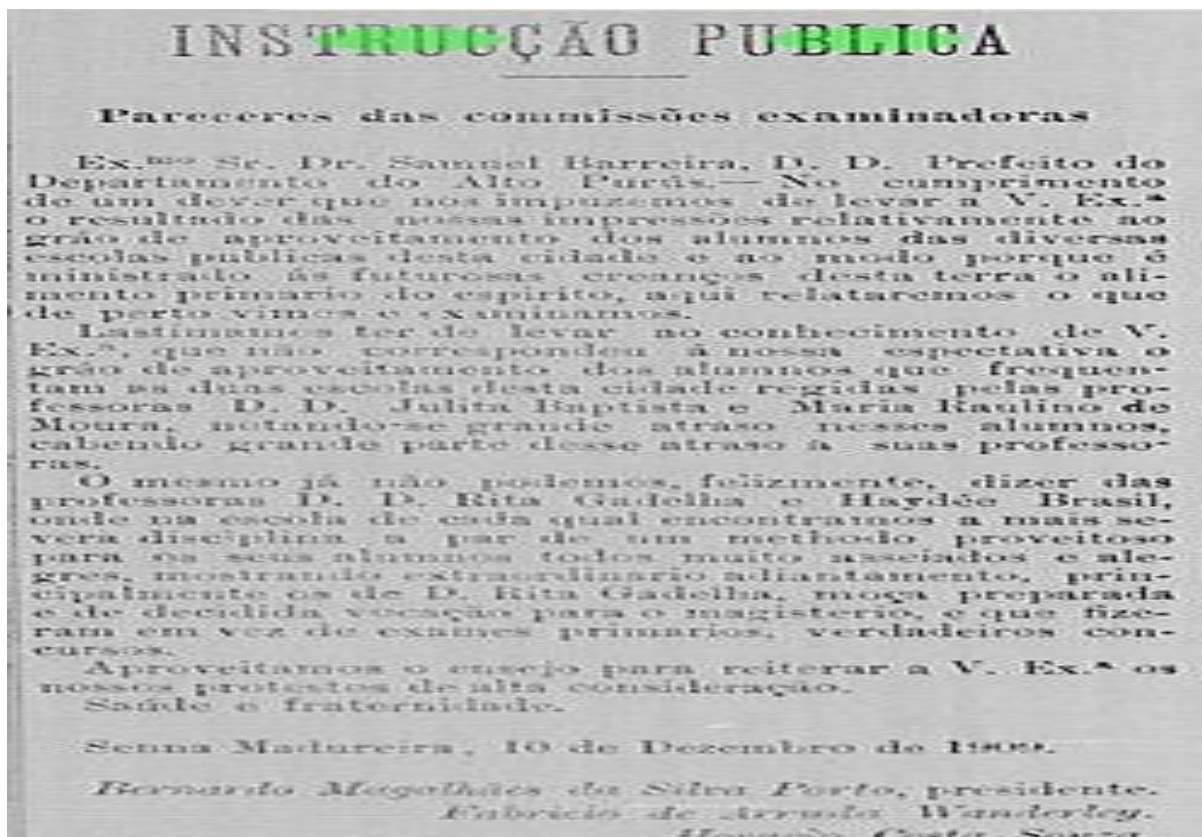 INSTRUCÇÃO PUBLICA
Pareceres das commissões examinadoras
Ex.mo Sr. Dr. Samuel Barreira, D. D. Prefeito do
Departamento do Alto Purús.— No cumprimento
de um dever que nos impuzemos de levar a V. Ex.ª
o resultado das nossas impressões relativamente ao
gráo de aproveitamento dos alumnos das diversas
escolas publicas desta cidade e ao modo porque é
ministrado ás futurosas creanços desta terra o ali-
mento primario do espirito, aqui relataremos o que
de perto vimos e examinamos.
Lastimamos ter de levar ao conhecimento de V.
Ex.ª, que não correspondeu á nossa espectativa o
gráo de aproveitamento dos alumnos que frequen-
tam as duas escolas desta cidade regidas pelas pro-
fessoras D. D. Julita Baptista e Maria Raulino de
Moura, notando-se grande atraso nesses alumnos,
cabendo grande parte desse atraso á suas professo-
ras.
O mesmo já não podemos, felizmente, dizer das
professoras D. D. Rita Gadelha e Haydée Brasil,
onde na escola de cada qual encontramos a mais se-
vera disciplina a par de um methodo proveitoso
para os seus alumnos todos muito asseiados e ale-
gres, mostrando extraordinario adiantamento, prin-
cipalmente os de D. Rita Gadelha, moça preparada
e de decidida vocação para o magisterio, e que fize-
ram em vez de exames primarios, verdadeiros con-
cursos.
Aproveitamos o ensejo para reiterar a V. Ex.ª os
nossos protestos de alta consideração.
Saúde e fraternidade.
Senna Madureira, 10 de Dezembro de 1909.
Bernardo Magalhães da Silva Porto, presidente.
Fabricio de Wanderley.
Costa